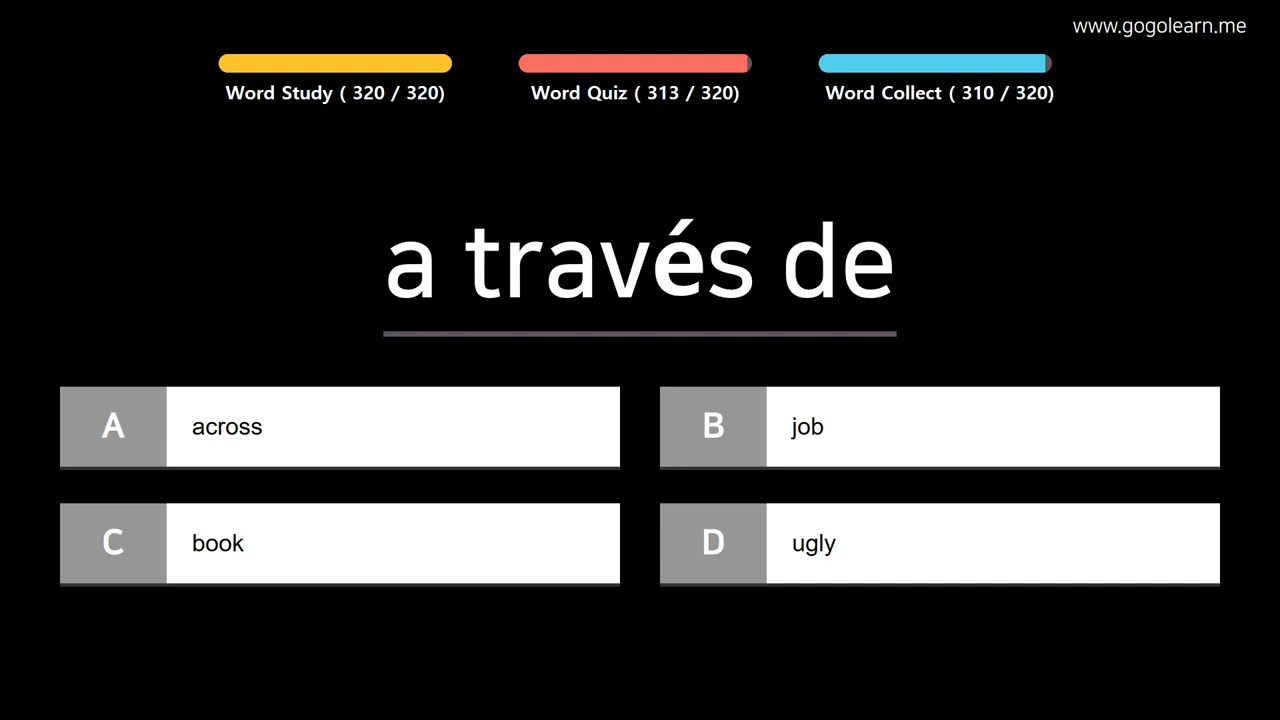 www.gogolearn.me
Word Study ( 320 / 320)
Word Quiz ( 313 / 320)
Word Collect ( 310 / 320)
a través de
A across
B job
C book
D ugly